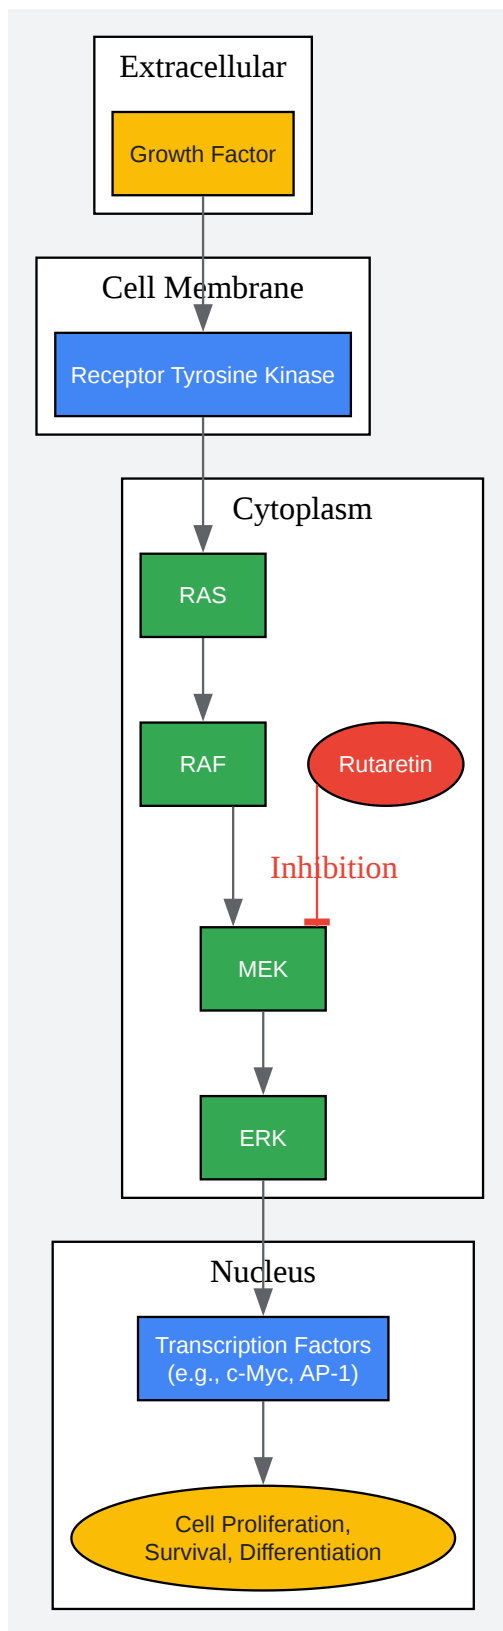 Extracellular
Growth Factor
Cell Membrane
Receptor Tyrosine Kinase
Cytoplasm
RAS
RAF
Rutaretin
Inhibition
MEK
ERK
Nucleus
Transcription Factors
(e.g., c-Myc, AP-1)
Cell Proliferation,
Survival, Differentiation